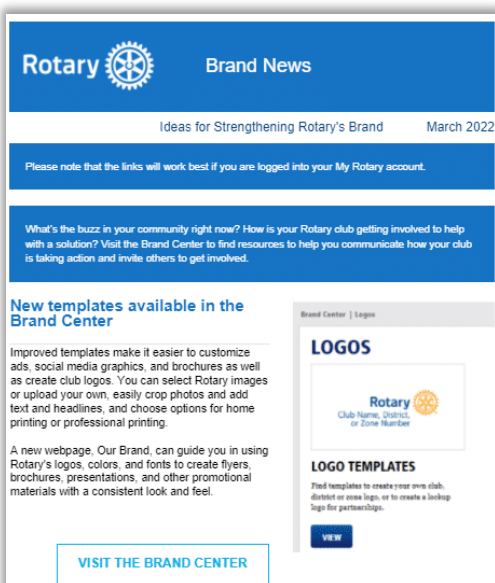 Rotary
Brand News
Ideas for Strengthening Rotary's Brand March 2022
Please note that the links will work best if you are logged into your My Rotary account.
What's the buzz in your community right now? How is your Rotary club getting involved to help
with a solution? Visit the Brand Center to find resources to help you communicate how your club
is taking action and invite others to get involved.
New templates available in the
Brand Center
Improved templates make it easier to customize
ads, social media graphics, and brochures as well
as create club logos. You can select Rotary images
or upload your own, easily crop photos and add
text and headlines, and choose options for home
printing or professional printing.
A new webpage, Our Brand, can guide you in using
Rotary's logos, colors, and fonts to create flyers,
brochures, presentations, and other promotional
materials with a consistent look and feel.
VISIT THE BRAND CENTER
Brand Center | Logos
LOGOS
Rotary
Club Name, District,
or Zone Number
LOGO TEMPLATES
Find templates to create your own club,
district or zone logo, or to create a lockup
logo for partnerships.
VIEW